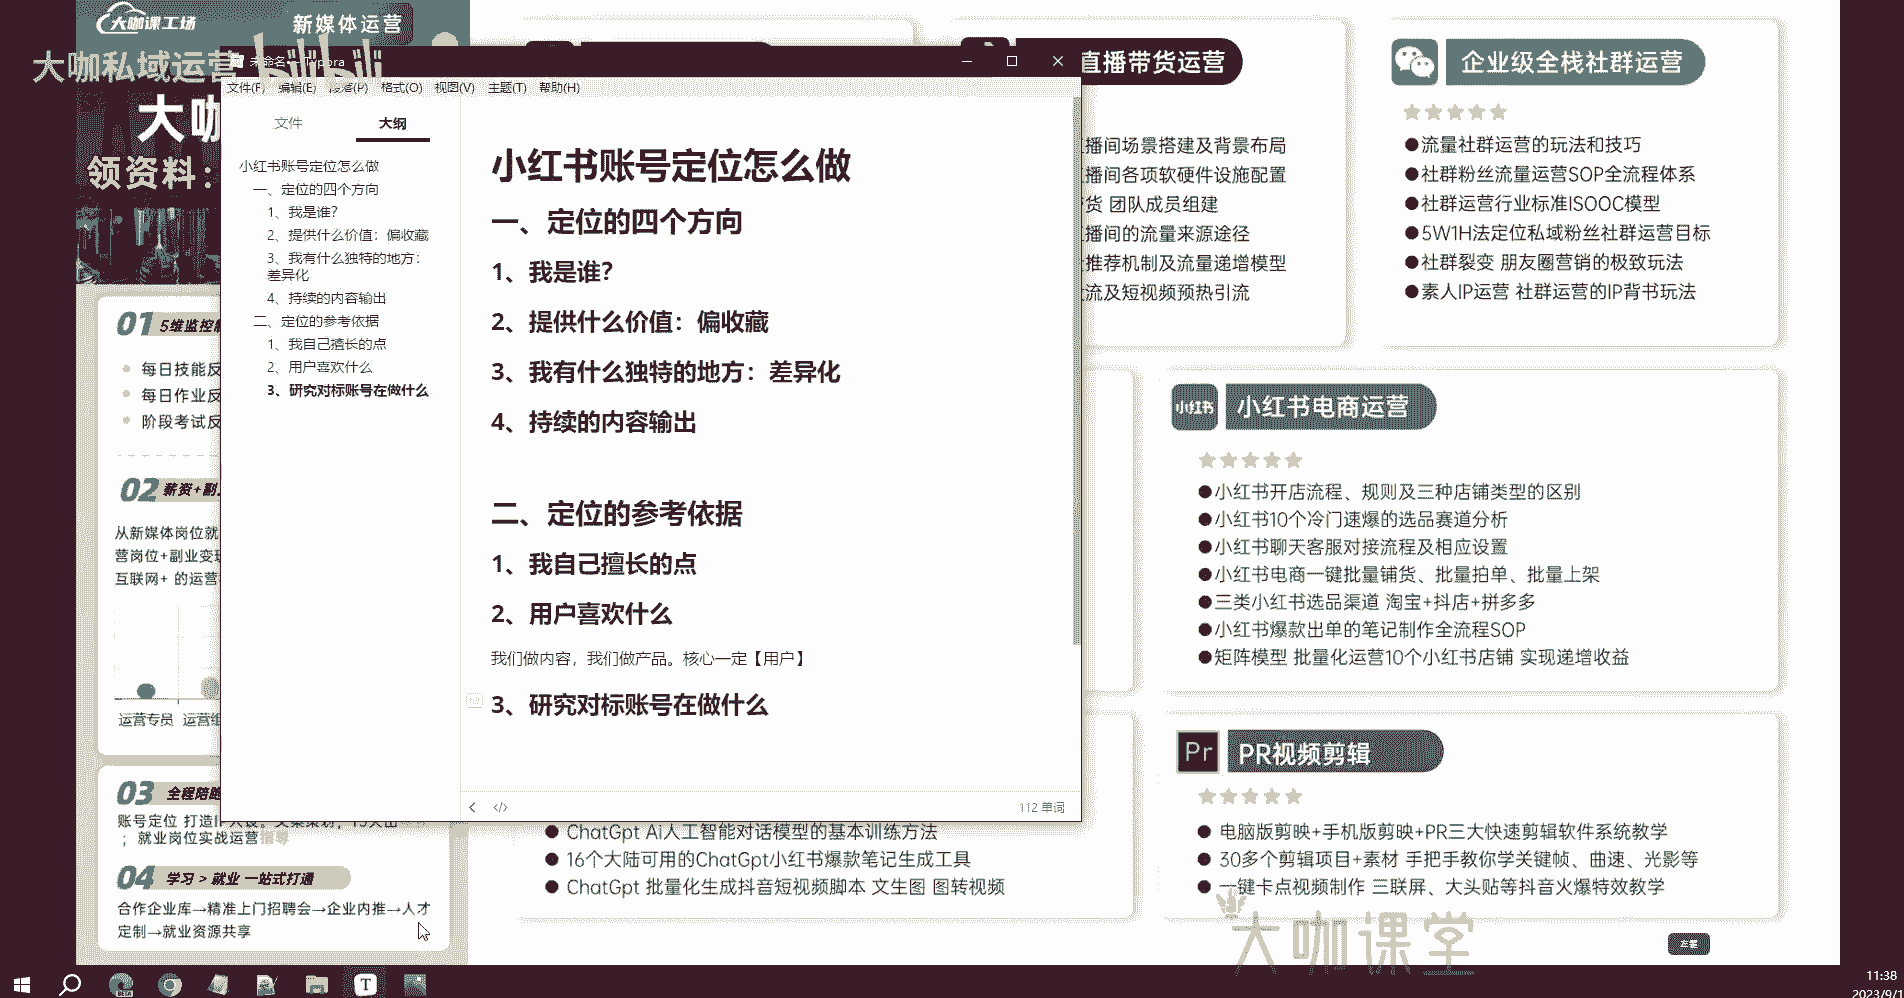 大咖课工场
新媒体运营
大咖私域运营
bilibili
大咖
领资料：
01 5维监控
每日技能反
每日作业反
阶段考试反
02 薪资+副
从新媒体岗位就
营岗位+副业变
互联网+ 的运营
运营专员 运营组
03 全程陪跑
账号定位 打造
；就业岗位实战运营指导
04 学习 > 就业 一站式打通
合作企业库→精准上门招聘会→企业内推→人才
定制→就业资源共享
未命名 - Typora
文件(F) 编辑(E) 段落(P) 格式(O) 视图(V) 主题(T) 帮助(H)
文件 大纲
小红书账号定位怎么做
一、定位的四个方向
1、我是谁？
2、提供什么价值：偏收藏
3、我有什么独特的地方：
差异化
4、持续的内容输出
二、定位的参考依据
1、我自己擅长的点
2、用户喜欢什么
3、研究对标账号在做什么
小红书账号定位怎么做
一、定位的四个方向
1、我是谁？
2、提供什么价值：偏收藏
3、我有什么独特的地方：差异化
4、持续的内容输出
二、定位的参考依据
1、我自己擅长的点
2、用户喜欢什么
我们做内容，我们做产品。核心一定【用户】
3、研究对标账号在做什么
112 单词
直播带货运营
播间场景搭建及背景布局
播间各项软硬件设施配置
货 团队成员组建
播间的流量来源途径
推荐机制及流量递增模型
流及短视频预热引流
企业级全栈社群运营
●流量社群运营的玩法和技巧
●社群粉丝流量运营SOP全流程体系
●社群运营行业标准ISOOC模型
●5W1H法定位私域粉丝社群运营目标
●社群裂变 朋友圈营销的极致玩法
●素人IP运营 社群运营的IP背书玩法
小红书
小红书电商运营
●小红书开店流程、规则及三种店铺类型的区别
●小红书10个冷门速爆的选品赛道分析
●小红书聊天客服对接流程及相应设置
●小红书电商一键批量铺货、批量拍单、批量上架
●三类小红书选品渠道 淘宝+抖店+拼多多
●小红书爆款出单的笔记制作全流程SOP
●矩阵模型 批量化运营10个小红书店铺 实现递增收益
● ChatGpt Ai人工智能对话模型的基本训练方法
● 16个大陆可用的ChatGpt小红书爆款笔记生成工具
● ChatGpt 批量化生成抖音短视频脚本 文生图 图转视频
Pr
PR视频剪辑
● 电脑版剪映+手机版剪映+PR三大快速剪辑软件系统教学
● 30多个剪辑项目+素材 手把手教你学关键帧、曲速、光影等
● 一键卡点视频制作 三联屏、大头贴等抖音火爆特效教学
大咖课堂
11:38
2023/9/1